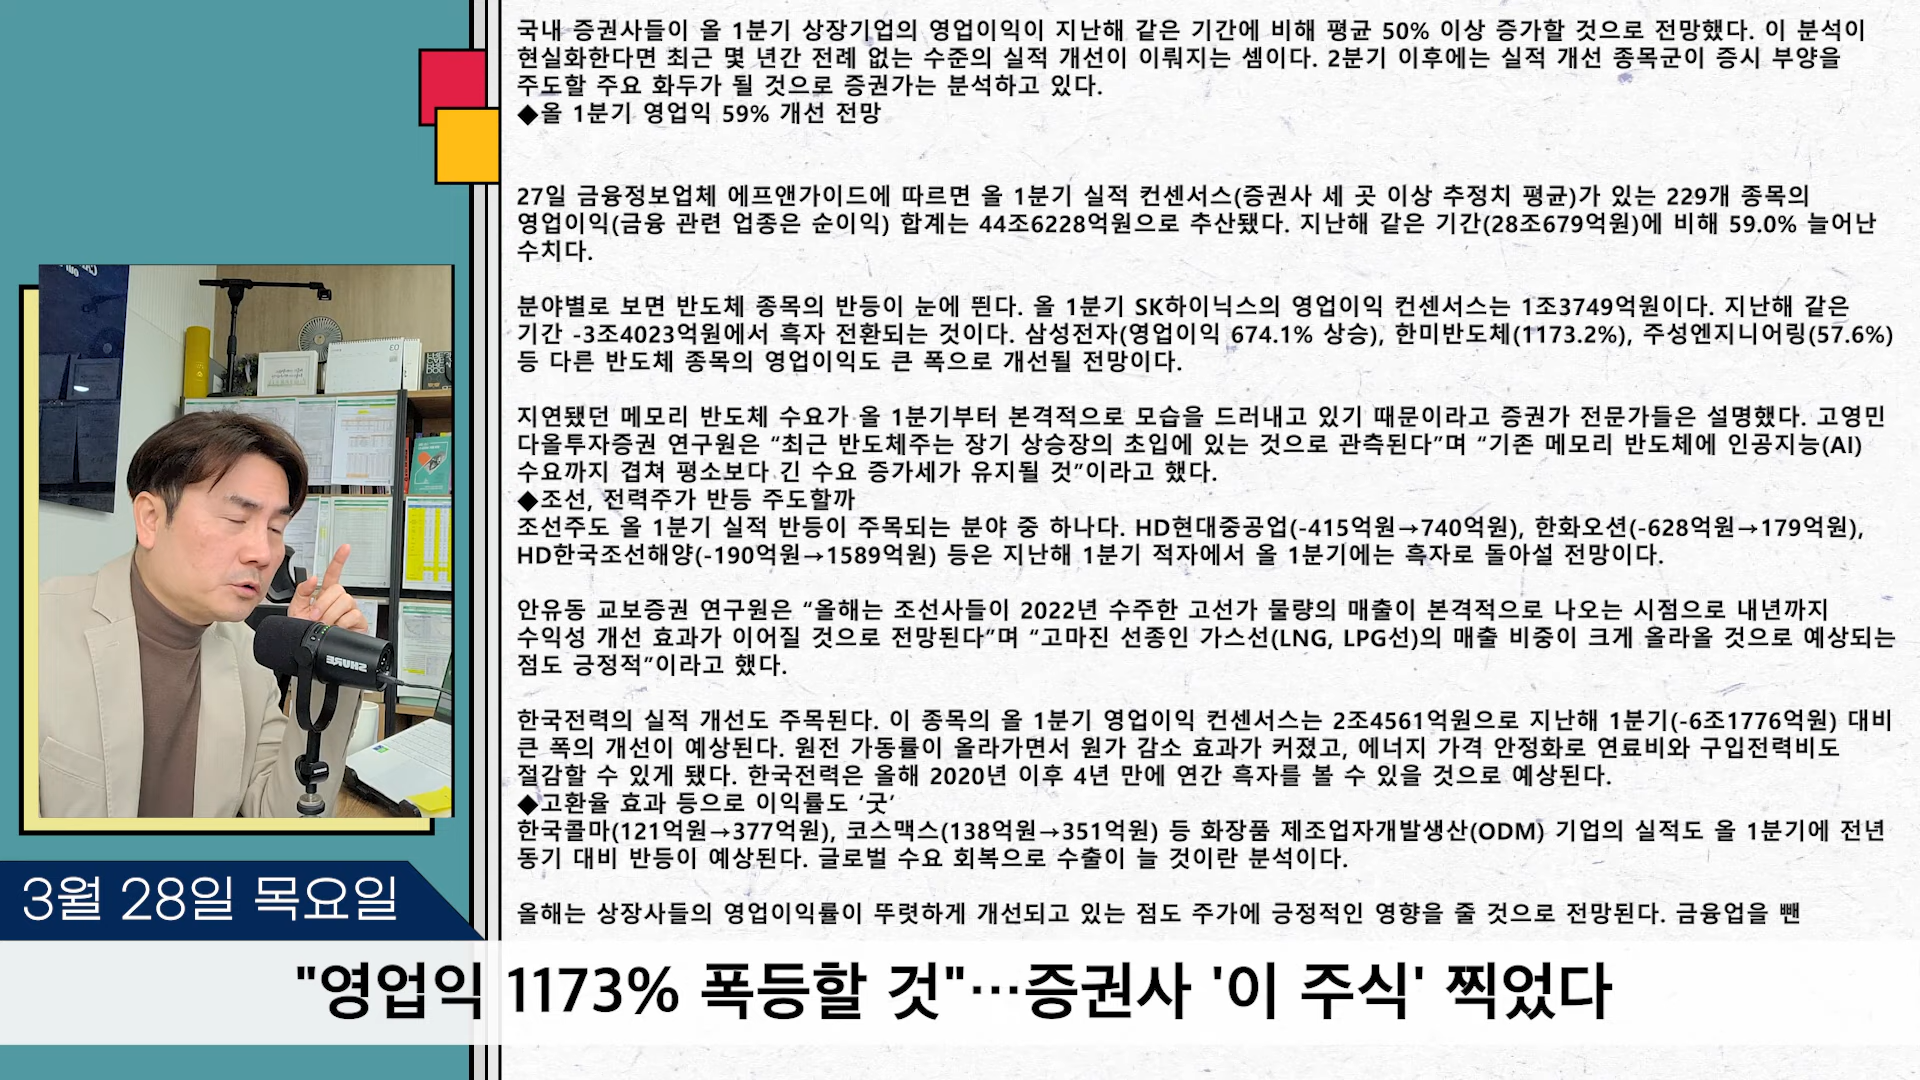 국내 증권사들이 올 1분기 상장기업의 영업이익이 지난해 같은 기간에 비해 평균 50% 이상 증가할 것으로 전망했다. 이 분석이
현실화한다면 최근 몇 년간 전례 없는 수준의 실적 개선이 이뤄지는 셈이다. 2분기 이후에는 실적 개선 종목군이 증시 부양을
주도할 주요 화두가 될 것으로 증권가는 분석하고 있다.
◆올 1분기 영업익 59% 개선 전망
27일 금융정보업체 에프앤가이드에 따르면 올 1분기 실적 컨센서스(증권사 세 곳 이상 추정치 평균)가 있는 229개 종목의
영업이익(금융 관련 업종은 순이익) 합계는 44조6228억원으로 추산됐다. 지난해 같은 기간(28조679억원)에 비해 59.0% 늘어난
수치다.
분야별로 보면 반도체 종목의 반등이 눈에 띈다. 올 1분기 SK하이닉스의 영업이익 컨센서스는 1조3749억원이다. 지난해 같은
기간 -3조4023억원에서 흑자 전환되는 것이다. 삼성전자(영업이익 674.1% 상승), 한미반도체(1173.2%), 주성엔지니어링(57.6%)
등 다른 반도체 종목의 영업이익도 큰 폭으로 개선될 전망이다.
지연됐던 메모리 반도체 수요가 올 1분기부터 본격적으로 모습을 드러내고 있기 때문이라고 증권가 전문가들은 설명했다. 고영민
다올투자증권 연구원은 “최근 반도체주는 장기 상승장의 초입에 있는 것으로 관측된다”며 “기존 메모리 반도체에 인공지능(AI)
수요까지 겹쳐 평소보다 긴 수요 증가세가 유지될 것”이라고 했다.
◆조선, 전력주가 반등 주도할까
조선주도 올 1분기 실적 반등이 주목되는 분야 중 하나다. HD현대중공업(-415억원→740억원), 한화오션(-628억원→179억원),
HD한국조선해양(-190억원→1589억원) 등은 지난해 1분기 적자에서 올 1분기에는 흑자로 돌아설 전망이다.
안유동 교보증권 연구원은 “올해는 조선사들이 2022년 수주한 고선가 물량의 매출이 본격적으로 나오는 시점으로 내년까지
수익성 개선 효과가 이어질 것으로 전망된다”며 “고마진 선종인 가스선(LNG, LPG선)의 매출 비중이 크게 올라올 것으로 예상되는
점도 긍정적”이라고 했다.
한국전력의 실적 개선도 주목된다. 이 종목의 올 1분기 영업이익 컨센서스는 2조4561억원으로 지난해 1분기(-6조1776억원) 대비
큰 폭의 개선이 예상된다. 원전 가동률이 올라가면서 원가 감소 효과가 커졌고, 에너지 가격 안정화로 연료비와 구입전력비도
절감할 수 있게 됐다. 한국전력은 올해 2020년 이후 4년 만에 연간 흑자를 볼 수 있을 것으로 예상된다.
◆고환율 효과 등으로 이익률도 ‘굿’
한국콜마(121억원→377억원), 코스맥스(138억원→351억원) 등 화장품 제조업자개발생산(ODM) 기업의 실적도 올 1분기에 전년
동기 대비 반등이 예상된다. 글로벌 수요 회복으로 수출이 늘 것이란 분석이다.
올해는 상장사들의 영업이익률이 뚜렷하게 개선되고 있는 점도 주가에 긍정적인 영향을 줄 것으로 전망된다. 금융업을 뺀
SHURE
3월 28일 목요일
"영업익 1173% 폭등할 것"…증권사 '이 주식' 찍었다